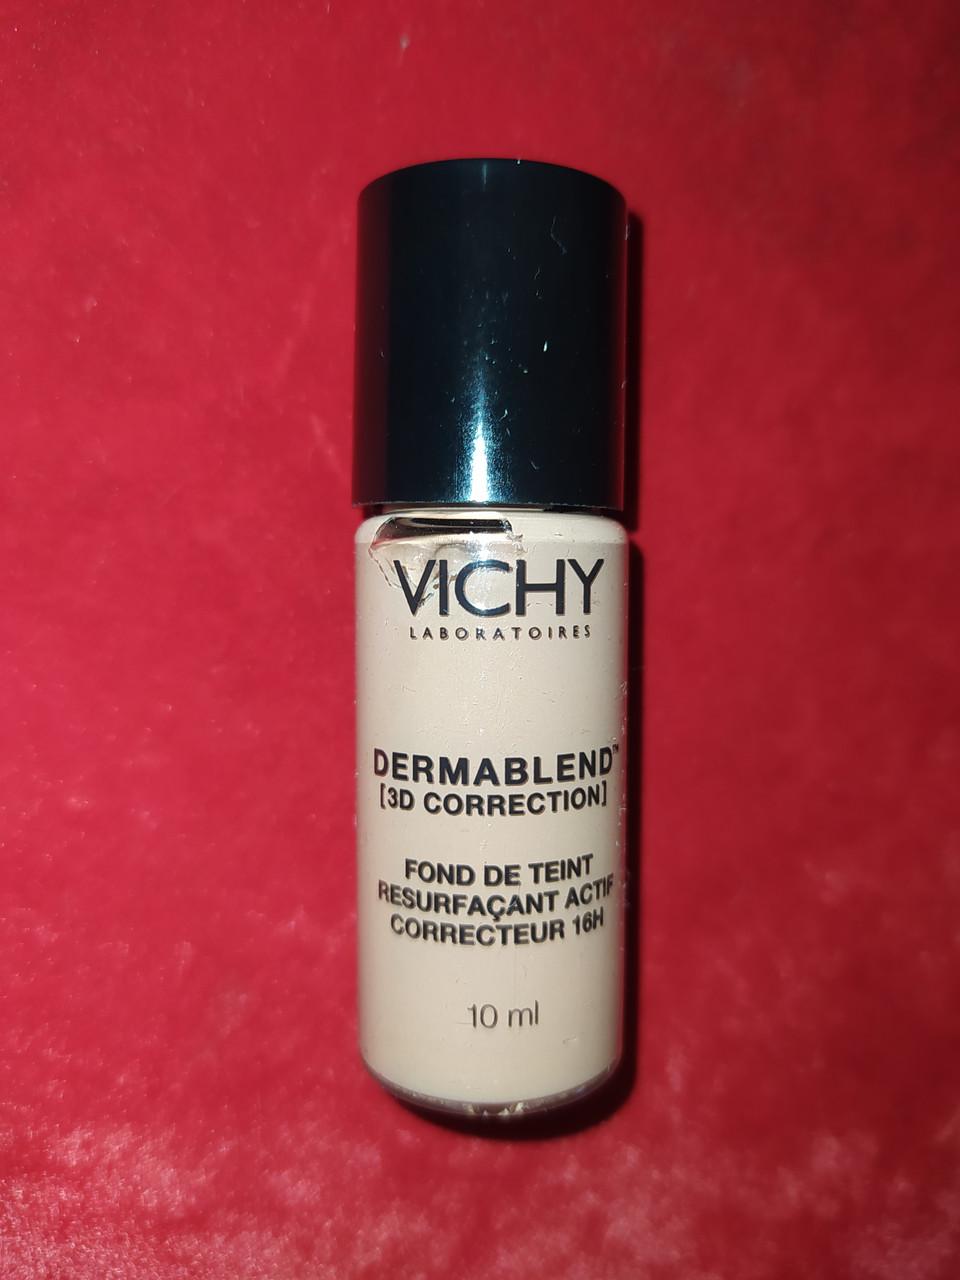 VICHY
LABORATOIRES
DERMABLEND™
[3D CORRECTION]
FOND DE TEINT
RESURFAÇANT ACTIF
CORRECTEUR 16H
10 ml